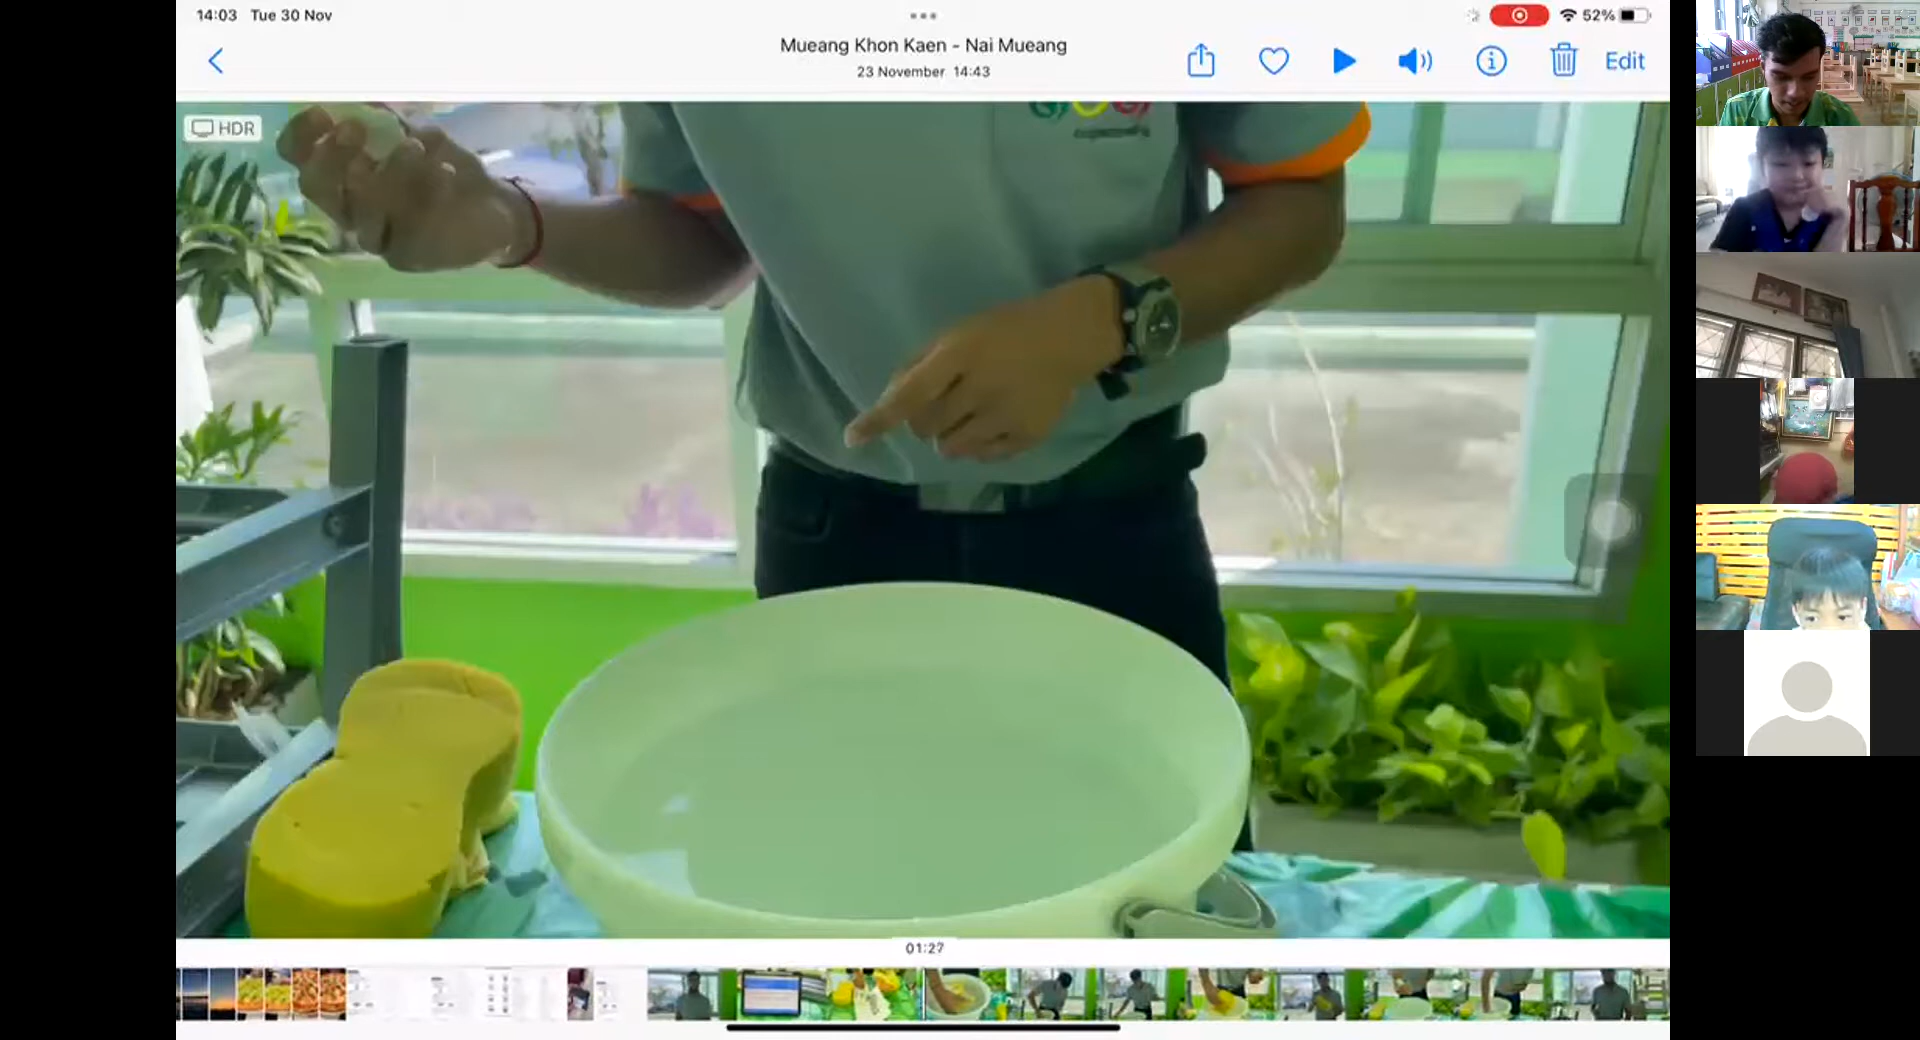 14:03 Tue 30 Nov
52%
Mueang Khon Kaen - Nai Mueang
23 November 14:43
Edit
HDR
01:27